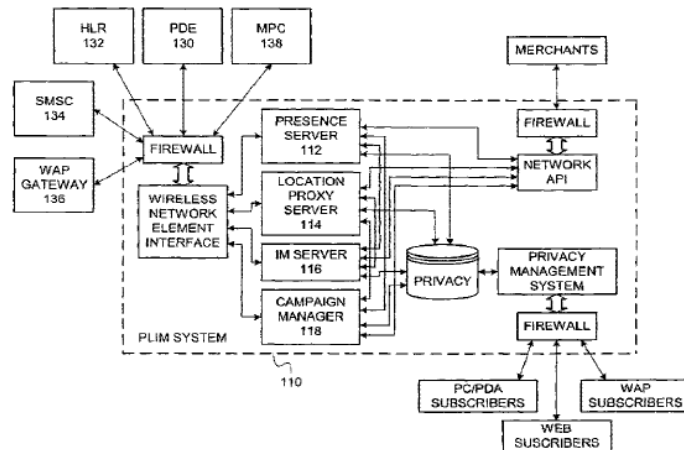 HLR
132
PDE
130
MPC
138
MERCHANTS
SMSC
134
FIREWALL
PRESENCE
SERVER
112
FIREWALL
WAP
GATEWAY
136
WIRELESS
NETWORK
ELEMENT
INTERFACE
LOCATION
PROXY
SERVER
114
NETWORK
API
IM SERVER
116
PRIVACY
PRIVACY
MANAGEMENT
SYSTEM
CAMPAIGN
MANAGER
118
PLIM SYSTEM
FIREWALL
110
PC/PDA
SUBSCRIBERS
WAP
SUBSCRIBERS
WEB
SUSCRIBERS